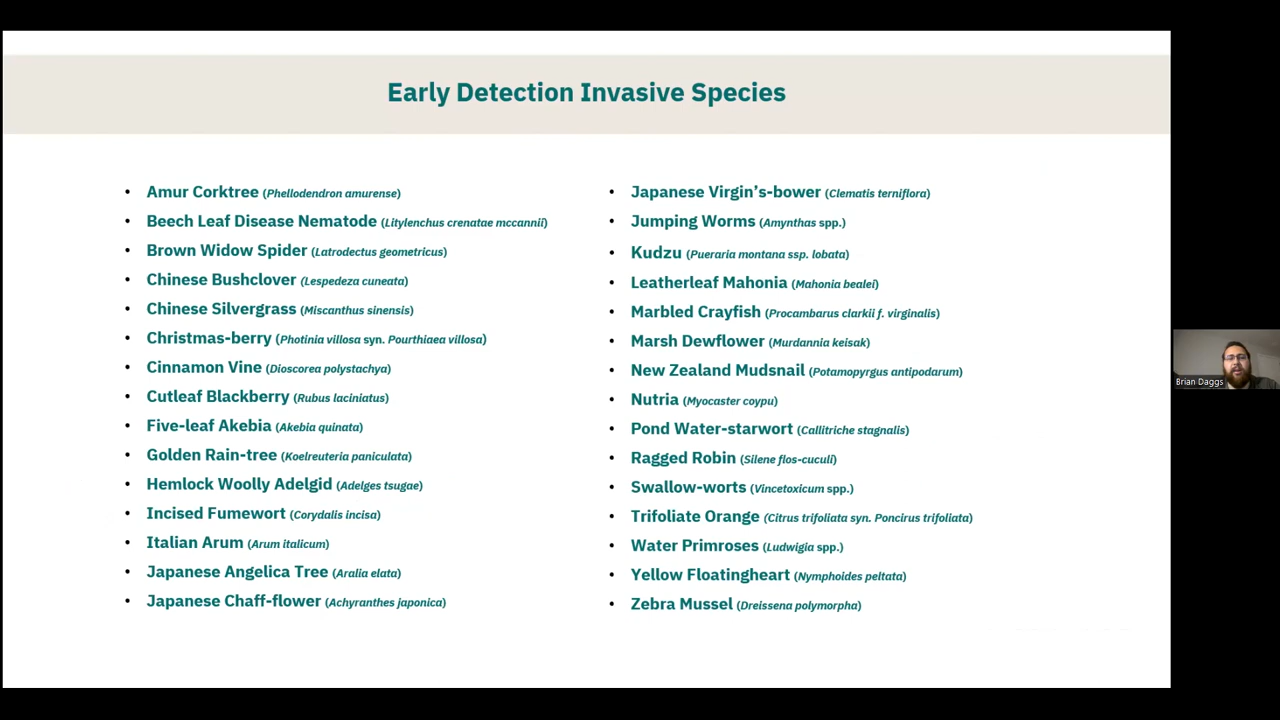 Early Detection Invasive Species
• Amur Corktree (Phellodendron amurense)
• Beech Leaf Disease Nematode (Litylenchus crenatae mccannii)
• Brown Widow Spider (Latrodectus geometricus)
• Chinese Bushclover (Lespedeza cuneata)
• Chinese Silvergrass (Miscanthus sinensis)
• Christmas-berry (Photinia villosa syn. Pourthiaea villosa)
• Cinnamon Vine (Dioscorea polystachya)
• Cutleaf Blackberry (Rubus laciniatus)
• Five-leaf Akebia (Akebia quinata)
• Golden Rain-tree (Koelreuteria paniculata)
• Hemlock Woolly Adelgid (Adelges tsugae)
• Incised Fumewort (Corydalis incisa)
• Italian Arum (Arum italicum)
• Japanese Angelica Tree (Aralia elata)
• Japanese Chaff-flower (Achyranthes japonica)
• Japanese Virgin's-bower (Clematis terniflora)
• Jumping Worms (Amynthas spp.)
• Kudzu (Pueraria montana ssp. lobata)
• Leatherleaf Mahonia (Mahonia bealei)
• Marbled Crayfish (Procambarus clarkii f. virginalis)
• Marsh Dewflower (Murdannia keisak)
• New Zealand Mudsnail (Potamopyrgus antipodarum)
• Nutria (Myocaster coypu)
• Pond Water-starwort (Callitriche stagnalis)
• Ragged Robin (Silene flos-cuculi)
• Swallow-worts (Vincetoxicum spp.)
• Trifoliate Orange (Citrus trifoliata syn. Poncirus trifoliata)
• Water Primroses (Ludwigia spp.)
• Yellow Floatingheart (Nymphoides peltata)
• Zebra Mussel (Dreissena polymorpha)
Brian Daggs